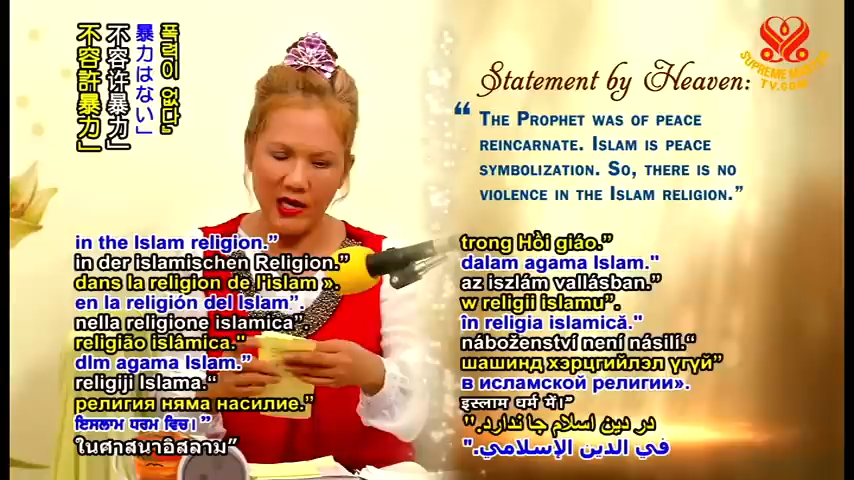 폭력이 없다”
暴力はない」
不容许暴力」
不容許暴力」
Statement by Heaven:
SUPREME MASTER
TV.COM
“ The Prophet was of peace
reincarnate. Islam is peace
symbolization. So, there is no
violence in the Islam religion.”
in the Islam religion.”
in der islamischen Religion.”
dans la religion de l'islam ».
en la religión del Islam”.
nella religione islamica”.
religião islâmica."
dlm agama Islam.”
religiji Islama.“
религия няма насилие.”
ਇਸਲਾਮ ਧਰਮ ਵਿਚ। ”
ในศาสนาอิสลาม”
trong Hồi giáo.”
dalam agama Islam."
az iszlám vallásban.”
w religii islamu”.
în religia islamică."
náboženství není násilí.“
шашинд хэрцгийлэл үгүй”
в исламской религии».
इस्लाम धर्म में।”
در دین اسلام جا ندارد."
في الدين الإسلامي."